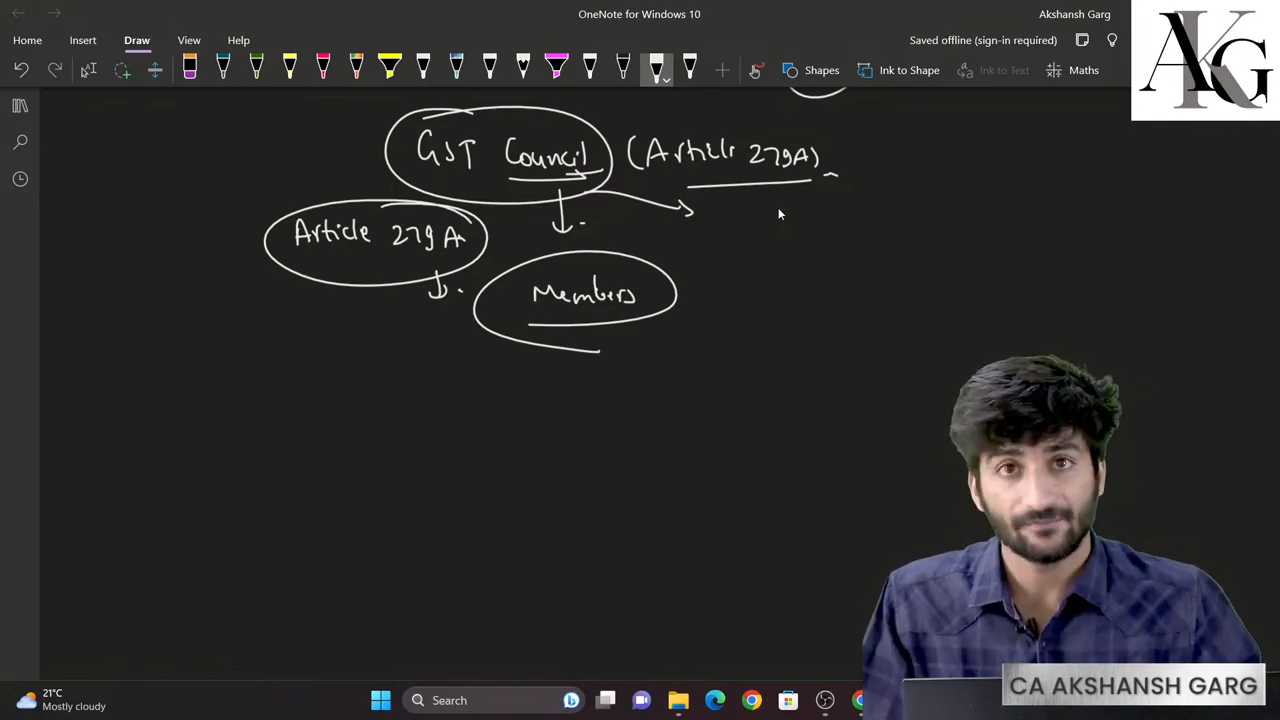 OneNote for Windows 10
Akshansh Garg
Home Insert Draw View Help
Saved offline (sign-in required)
Shapes
Ink to Shape
Ink to Text
Maths
AKG
GST Council (Article 279A)
Article 279A
Members
CA AKSHANSH GARG
21°C
Mostly cloudy
Search